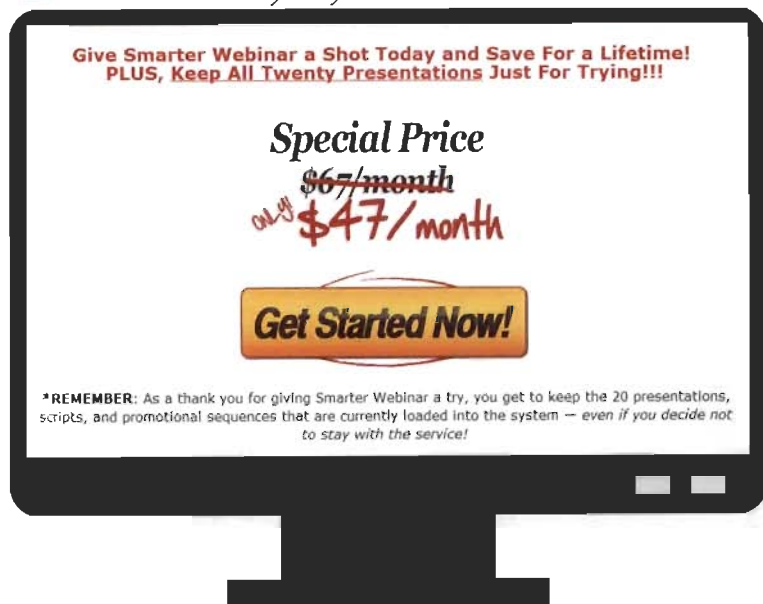 Give Smarter Webinar a Shot Today and Save For a Lifetime!
PLUS, Keep All Twenty Presentations Just For Trying!!!
Special Price
$67/month
only! $47/month
Get Started Now!
*REMEMBER: As a thank you for giving Smarter Webinar a try, you get to keep the 20 presentations,
scripts, and promotional sequences that are currently loaded into the system — even if you decide not
to stay with the service!